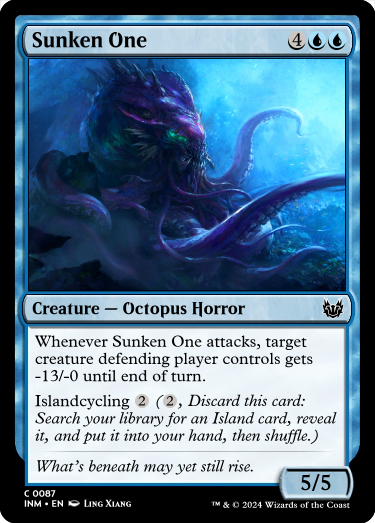 Sunken One 4
Creature — Octopus Horror
Whenever Sunken One attacks, target
creature defending player controls gets
-13/-0 until end of turn.
Islandcycling 2 (2, Discard this card:
Search your library for an Island card, reveal
it, and put it into your hand, then shuffle.)
What's beneath may yet still rise.
5/5
C 0087
INM • EN Ling Xiang
™ & © 2024 Wizards of the Coast